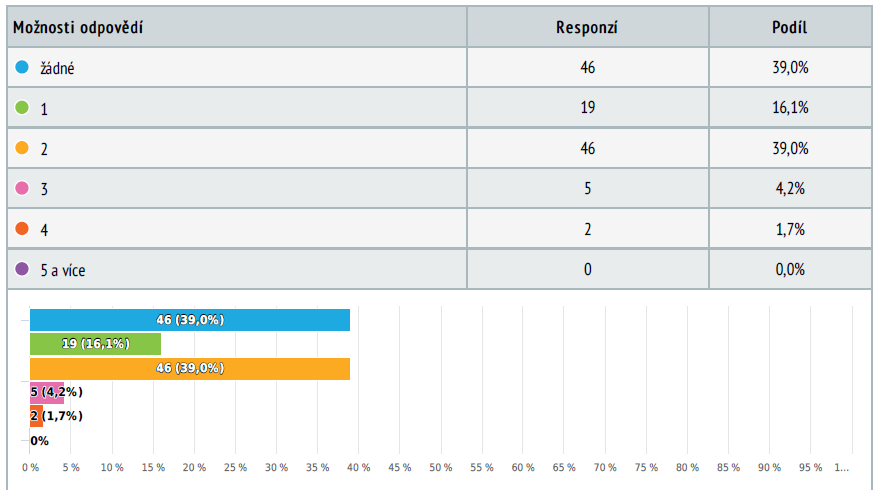 Možnosti odpovědí Responzí Podíl
žádné 46 39,0%
1 19 16,1%
2 46 39,0%
3 5 4,2%
4 2 1,7%
5 a více 0 0,0%
46 (39,0%)
19 (16,1%)
46 (39,0%)
5 (4,2%)
2 (1,7%)
0%
0 % 5 % 10 % 15 % 20 % 25 % 30 % 35 % 40 % 45 % 50 % 55 % 60 % 65 % 70 % 75 % 80 % 85 % 90 % 95 % 1...